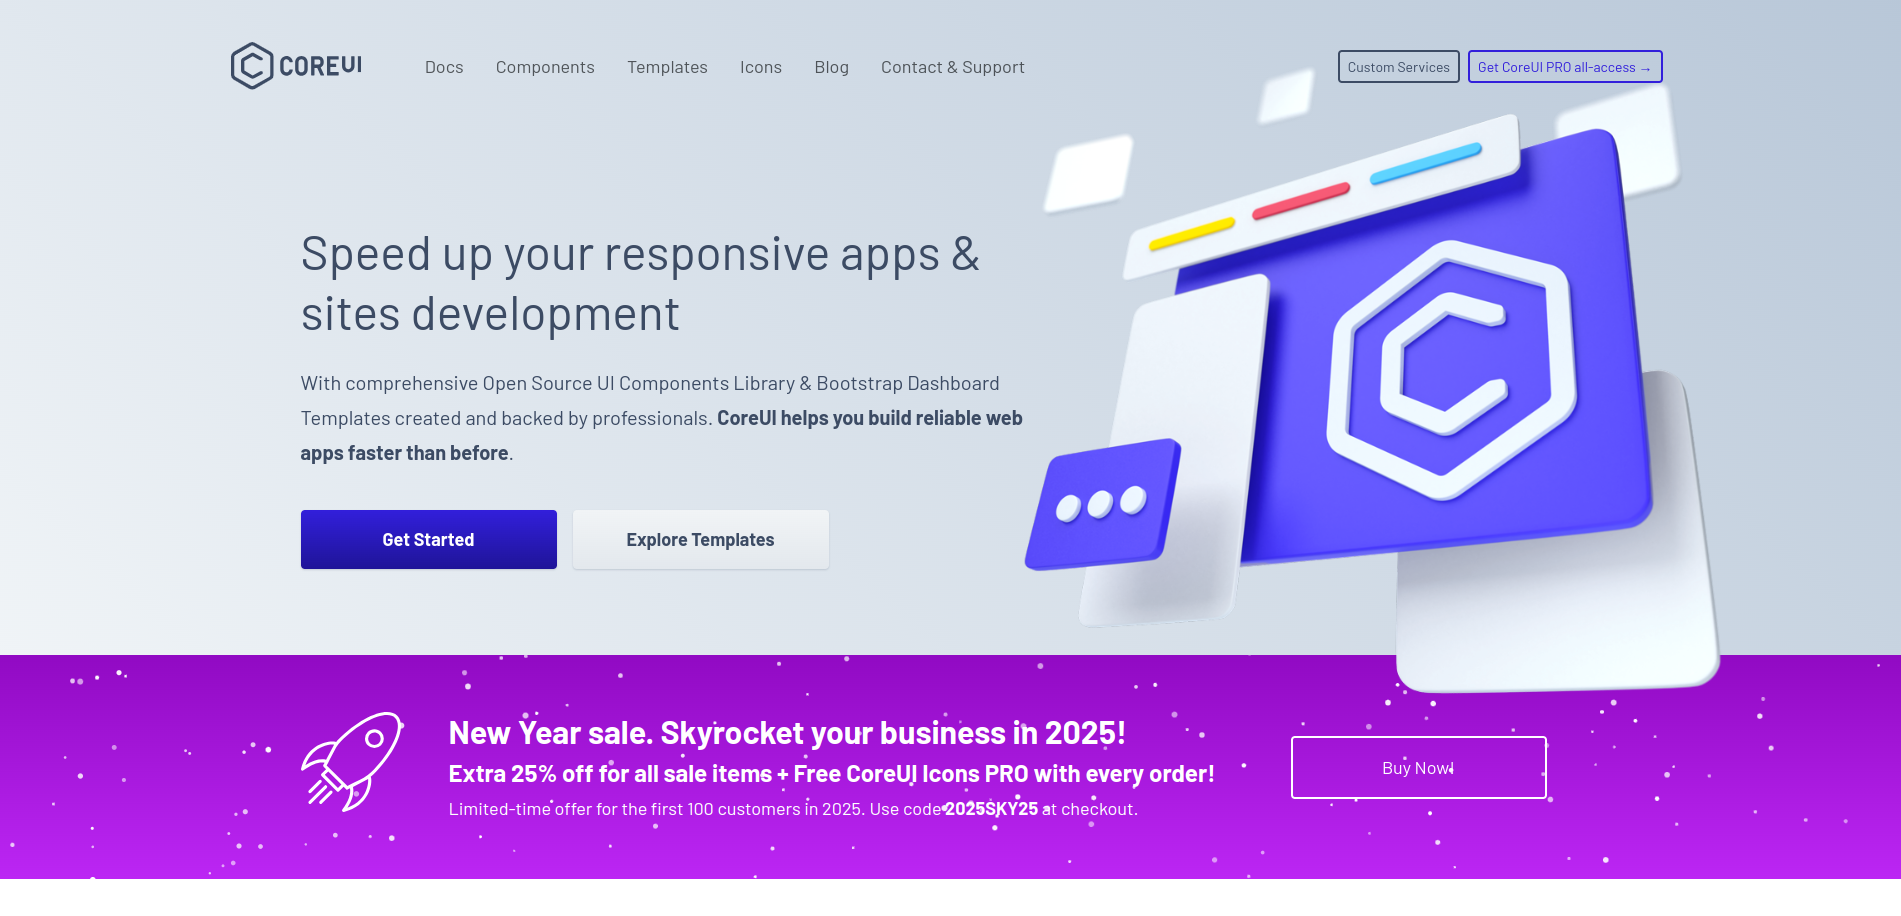 COREUI
Docs
Components
Templates
Icons
Blog
Contact & Support
Custom Services
Get CoreUI PRO all-access →
Speed up your responsive apps &
sites development
With comprehensive Open Source UI Components Library & Bootstrap Dashboard
Templates created and backed by professionals. CoreUI helps you build reliable web
apps faster than before.
Get Started
Explore Templates
New Year sale. Skyrocket your business in 2025!
Extra 25% off for all sale items + Free CoreUI Icons PRO with every order!
Limited-time offer for the first 100 customers in 2025. Use code 2025SKY25 at checkout.
Buy Now!